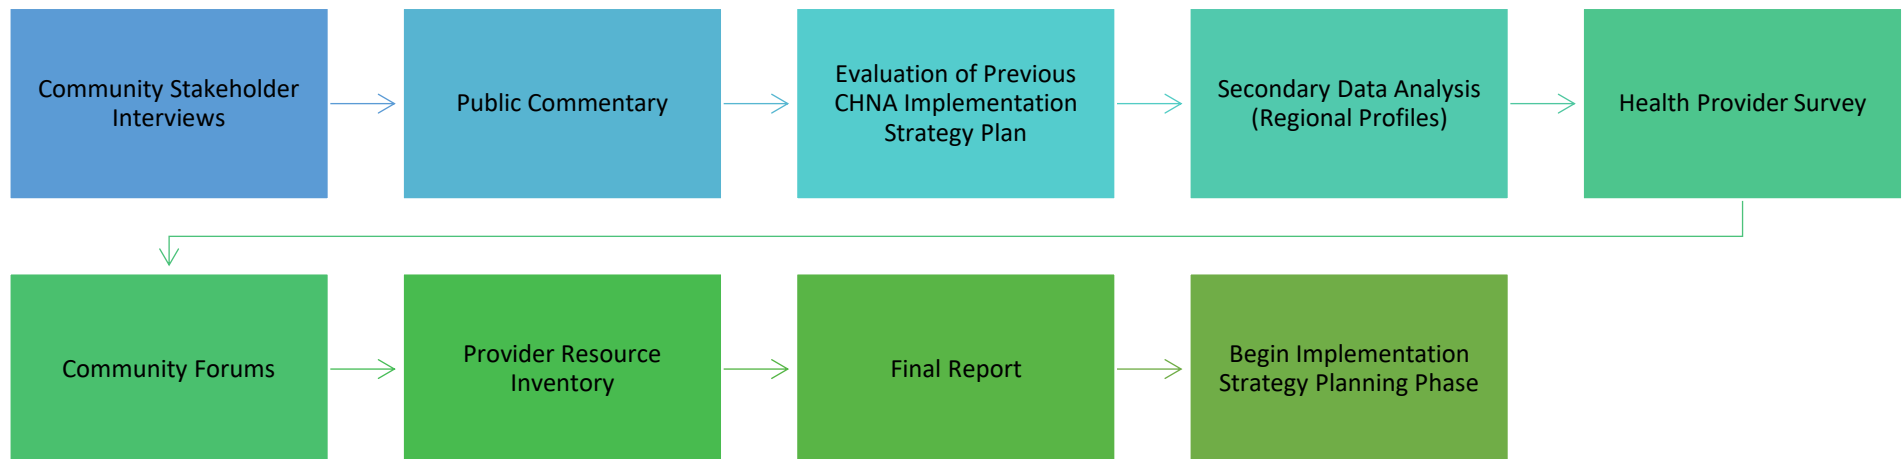 Community Stakeholder
Interviews
Public Commentary
Evaluation of Previous
CHNA Implementation
Strategy Plan
Secondary Data Analysis
(Regional Profiles)
Health Provider Survey
Community Forums
Provider Resource
Inventory
Final Report
Begin Implementation
Strategy Planning Phase